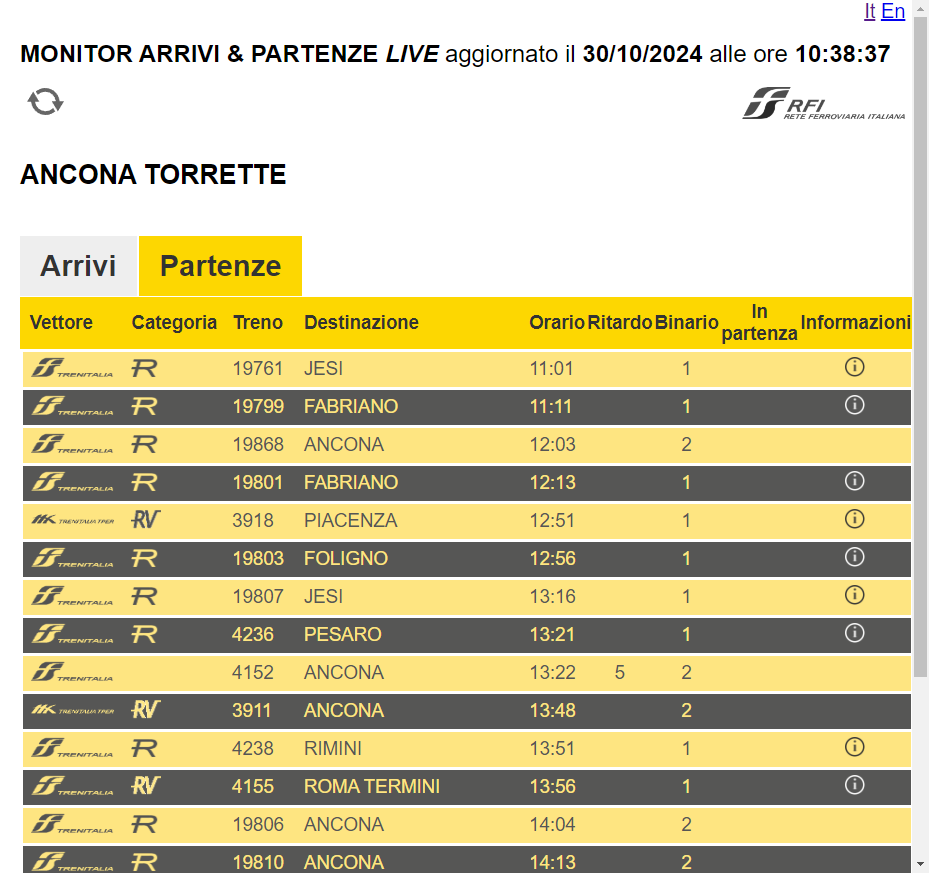 It En
MONITOR ARRIVI & PARTENZE LIVE aggiornato il 30/10/2024 alle ore 10:38:37
RFI
RETE FERROVIARIA ITALIANA
ANCONA TORRETTE
Arrivi Partenze
Vettore Categoria Treno Destinazione Orario Ritardo Binario In partenza Informazioni
TRENITALIA R 19761 JESI 11:01 1
TRENITALIA R 19799 FABRIANO 11:11 1
TRENITALIA R 19868 ANCONA 12:03 2
TRENITALIA R 19801 FABRIANO 12:13 1
TRENITALIA TPER RV 3918 PIACENZA 12:51 1
TRENITALIA R 19803 FOLIGNO 12:56 1
TRENITALIA R 19807 JESI 13:16 1
TRENITALIA R 4236 PESARO 13:21 1
TRENITALIA 4152 ANCONA 13:22 5 2
TRENITALIA TPER RV 3911 ANCONA 13:48 2
TRENITALIA R 4238 RIMINI 13:51 1
TRENITALIA RV 4155 ROMA TERMINI 13:56 1
TRENITALIA R 19806 ANCONA 14:04 2
TRENITALIA R 19810 ANCONA 14:13 2